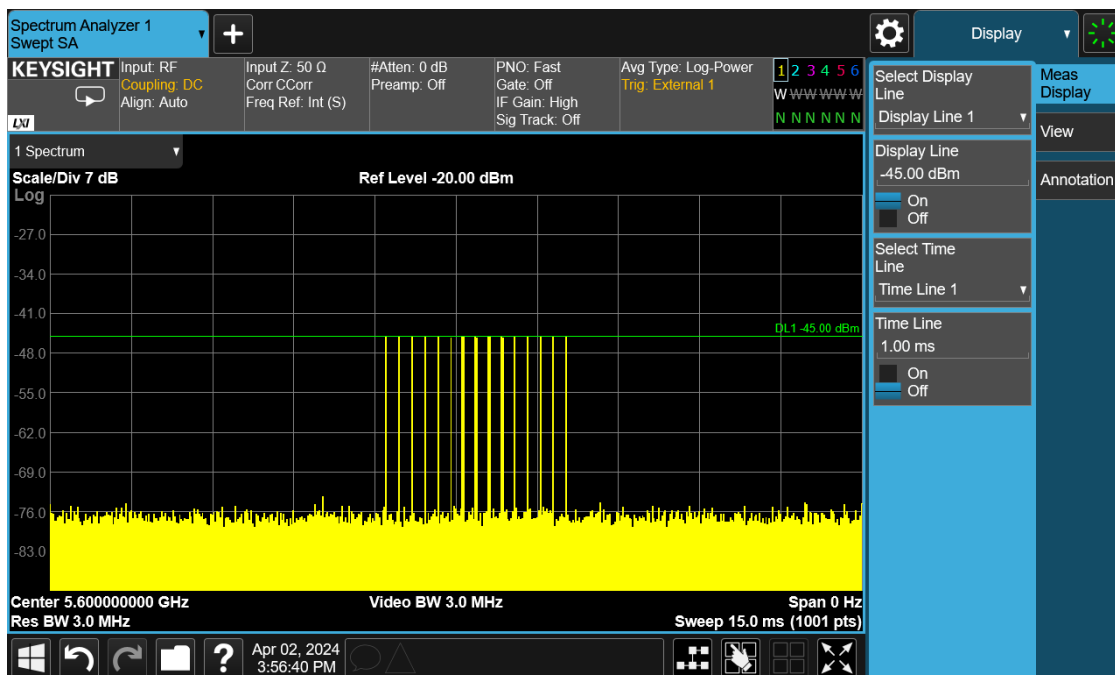 Spectrum Analyzer 1
Swept SA
+
Display
KEYSIGHT
LXI
Input: RF
Coupling: DC
Align: Auto
Input Z: 50 Ω
Corr CCorr
Freq Ref: Int (S)
#Atten: 0 dB
Preamp: Off
PNO: Fast
Gate: Off
IF Gain: High
Sig Track: Off
Avg Type: Log-Power
Trig: External 1
1 2 3 4 5 6
W W W W W W
N N N N N N
1 Spectrum
Scale/Div 7 dB
Ref Level -20.00 dBm
Log
-27.0
-34.0
-41.0
DL1 -45.00 dBm
-48.0
-55.0
-62.0
-69.0
-76.0
-83.0
Center 5.600000000 GHz
Video BW 3.0 MHz
Span 0 Hz
Res BW 3.0 MHz
Sweep 15.0 ms (1001 pts)
?
Apr 02, 2024
3:56:40 PM
Select Display
Line
Display Line 1
Display Line
-45.00 dBm
On
Off
Select Time
Line
Time Line 1
Time Line
1.00 ms
On
Off
Meas
Display
View
Annotation